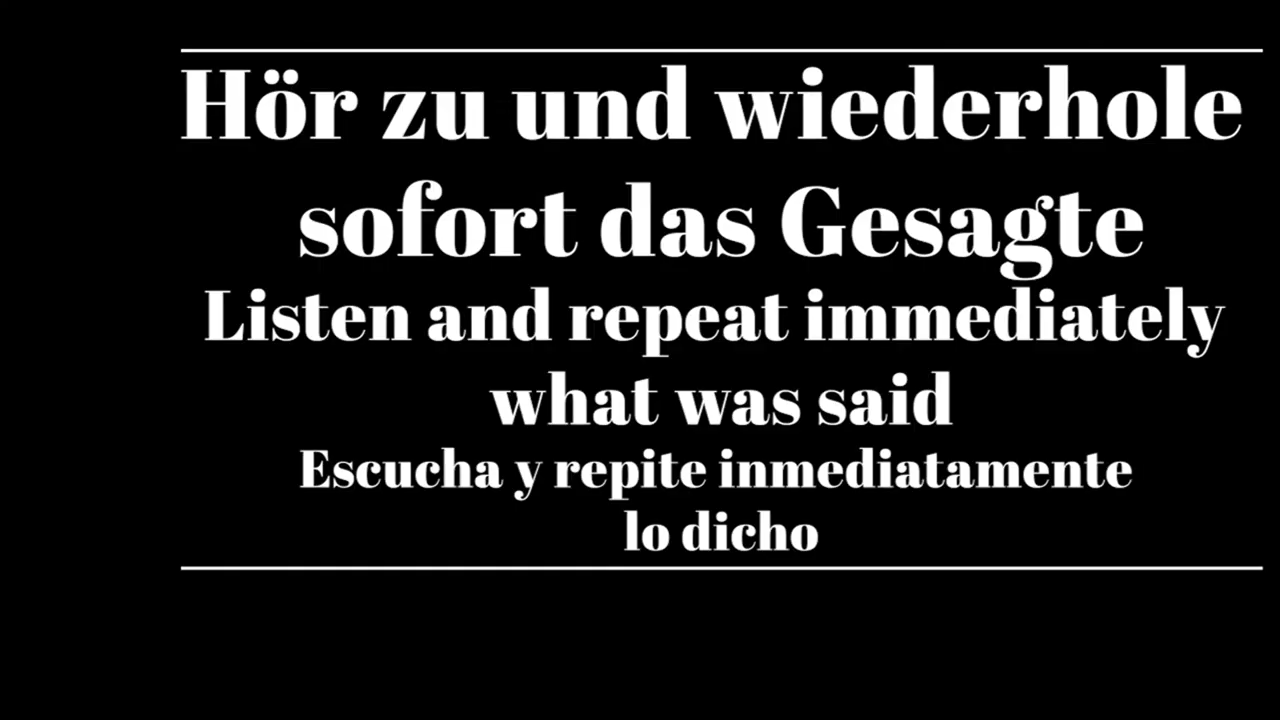 Hör zu und wiederhole
sofort das Gesagte
Listen and repeat immediately
what was said
Escucha y repite inmediatamente
lo dicho